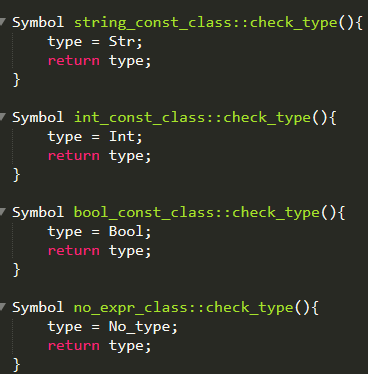 Symbol string_const_class::check_type(){
    type = Str;
    return type;
}
Symbol int_const_class::check_type(){
    type = Int;
    return type;
}
Symbol bool_const_class::check_type(){
    type = Bool;
    return type;
}
Symbol no_expr_class::check_type(){
    type = No_type;
    return type;
}